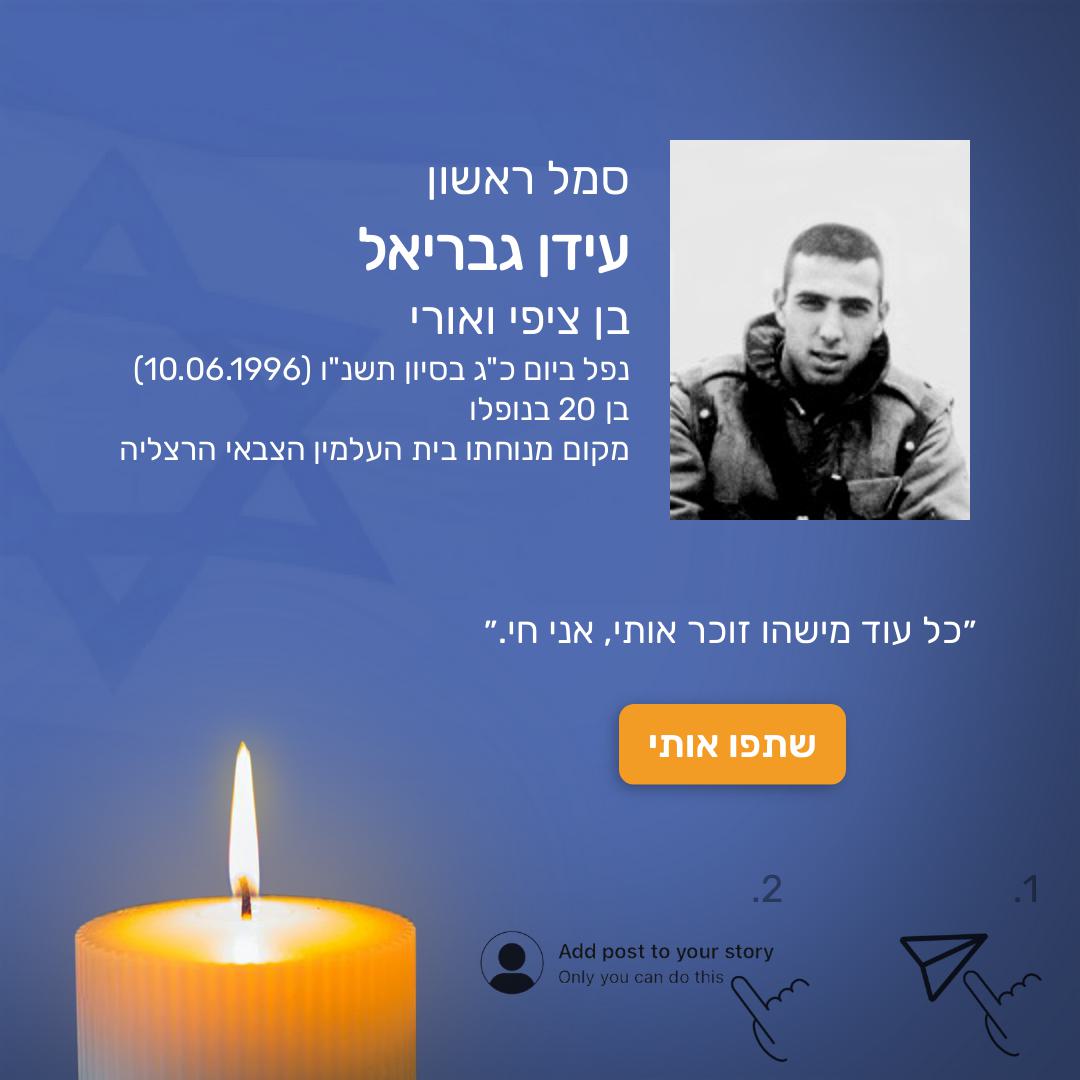 סמל ראשון
עידן גבריאל
בן ציפי ואורי
נפל ביום כ"ג בסיון תשנ"ו (10.06.1996)
בן 20 בנופלו
מקום מנוחתו בית העלמין הצבאי הרצליה
״כל עוד מישהו זוכר אותי, אני חי.״
שתפו אותי
1.
2.
Add post to your story
Only you can do this